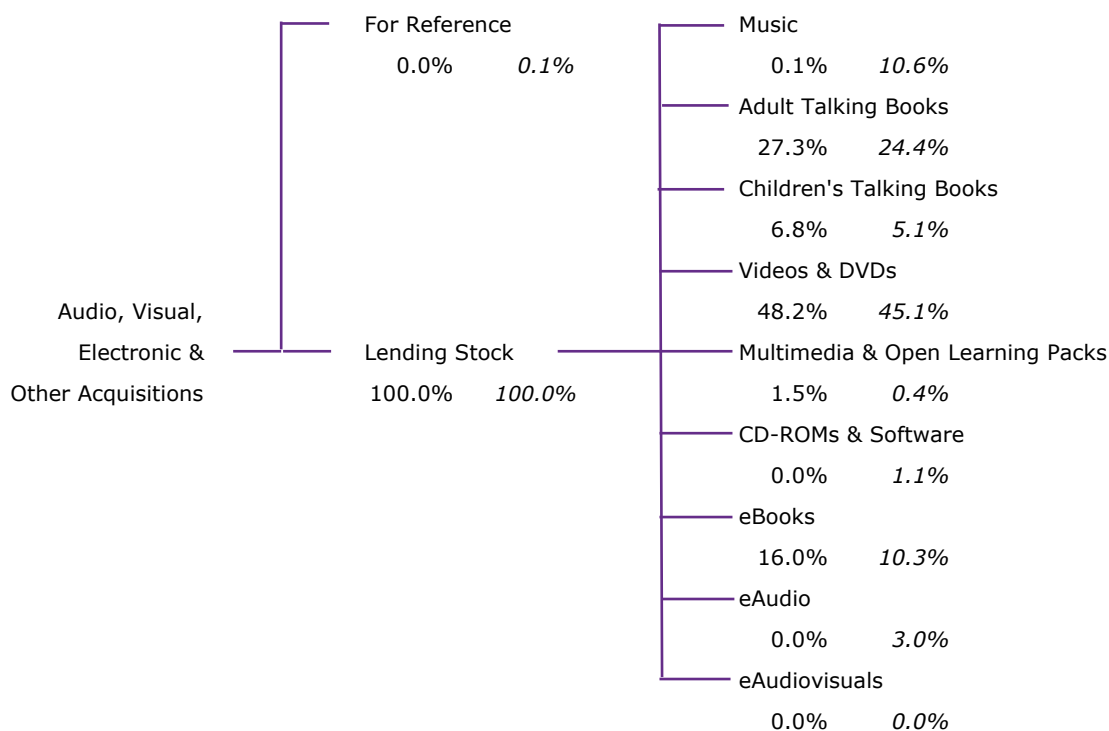 For Reference
0.0% 0.1%
Audio, Visual,
Electronic &
Other Acquisitions
Lending Stock
100.0% 100.0%
Music
0.1% 10.6%
Adult Talking Books
27.3% 24.4%
Children's Talking Books
6.8% 5.1%
Videos & DVDs
48.2% 45.1%
Multimedia & Open Learning Packs
1.5% 0.4%
CD-ROMs & Software
0.0% 1.1%
eBooks
16.0% 10.3%
eAudio
0.0% 3.0%
eAudiovisuals
0.0% 0.0%